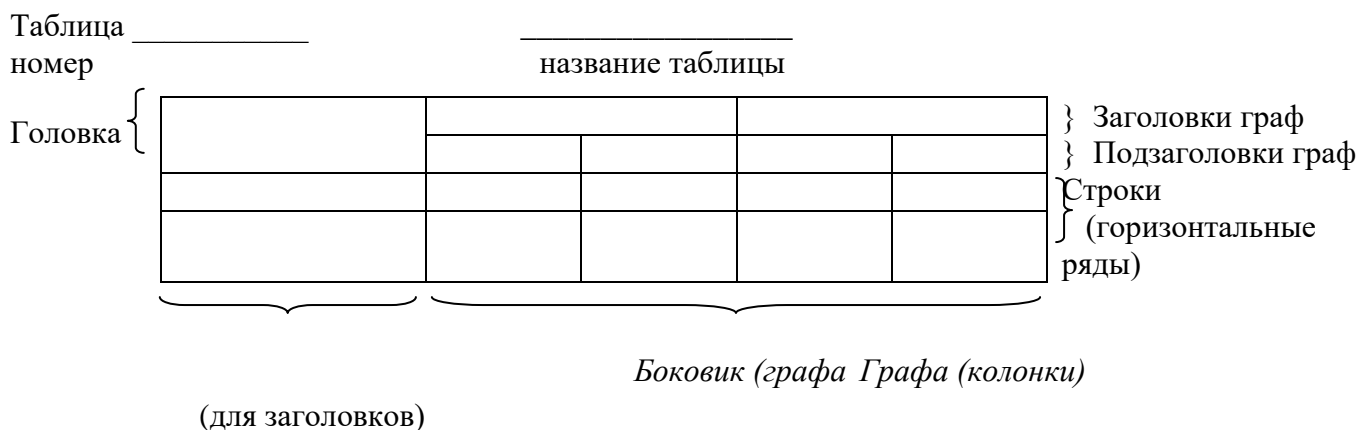 Таблица ___________ _________________
номер название таблицы
Головка
} Заголовки граф
} Подзаголовки граф
Строки
(горизонтальные
ряды)
Боковик (графа Графа (колонки)
(для заголовков)